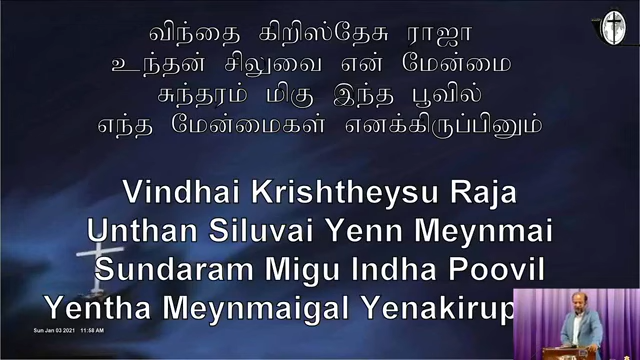 விந்தை கிறிஸ்தேசு ராஜா
உந்தன் சிலுவை என் மேன்மை
சுந்தரம் மிகு இந்த பூவில்
எந்த மேன்மைகள் எனக்கிருப்பினும்
Vindhai Krishtheysu Raja
Unthan Siluvai Yenn Meynmai
Sundaram Migu Indha Poovil
Yentha Meynmaigal
Sun Jan 03 2021 11:58 AM